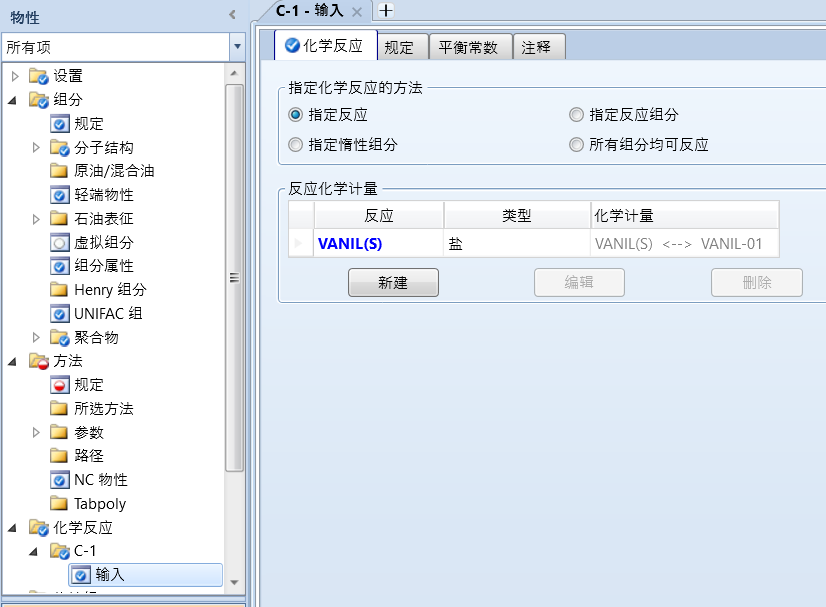 物性
所有项
设置
组分
规定
分子结构
原油/混合油
轻端物性
石油表征
虚拟组分
组分属性
Henry 组分
UNIFAC 组
聚合物
方法
规定
所选方法
参数
路径
NC 物性
Tabpoly
化学反应
C-1
输入
C-1 - 输入
化学反应 规定 平衡常数 注释
指定化学反应的方法
指定反应 指定反应组分
指定惰性组分 所有组分均可反应
反应化学计量
反应 类型 化学计量
VANIL(S) 盐 VANIL(S) <--> VANIL-01
新建 编辑 删除